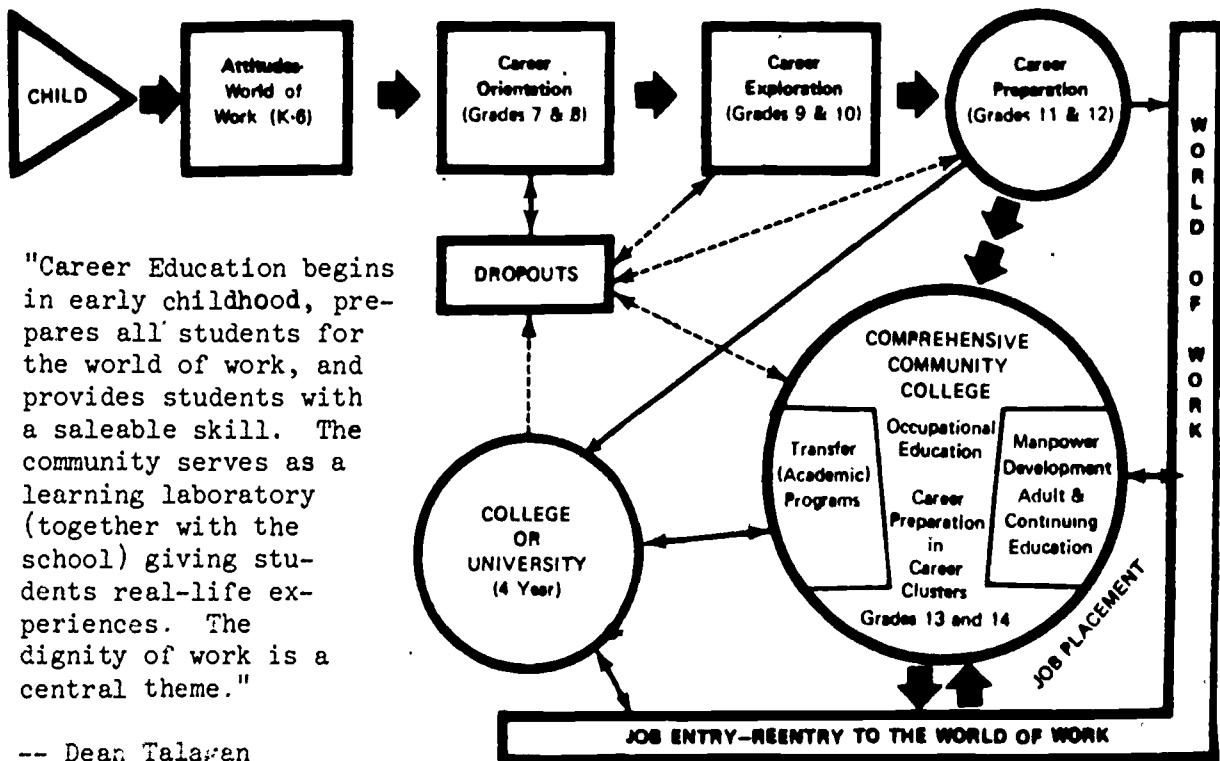 CHILD
Attitudes-
World of
Work (K-6)
Career
Orientation
(Grades 7 & 8)
Career
Exploration
(Grades 9 & 10)
Career
Preparation
(Grades 11 & 12)
WORLD OF WORK
DROPOUTS
"Career Education begins
in early childhood, pre-
pares all students for
the world of work, and
provides students with
a saleable skill. The
community serves as a
learning laboratory
(together with the
school) giving stu-
dents real-life ex-
periences. The
dignity of work is a
central theme."
-- Dean Talagan
COLLEGE
OR
UNIVERSITY
(4 Year)
COMPREHENSIVE
COMMUNITY
COLLEGE
Transfer
(Academic)
Programs
Occupational
Education
Career
Preparation
in
Career
Clusters
Manpower
Development
Adult &
Continuing
Education
Grades 13 and 14
JOB PLACEMENT
JOB ENTRY–REENTRY TO THE WORLD OF WORK